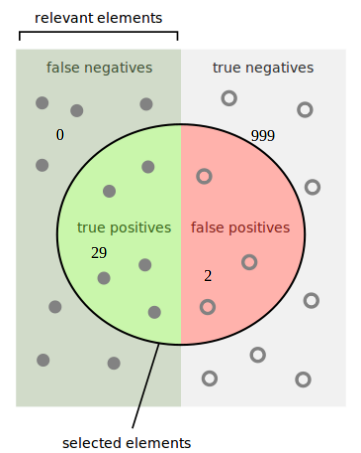 relevant elements
false negatives
true negatives
0
999
true positives
false positives
29
2
selected elements